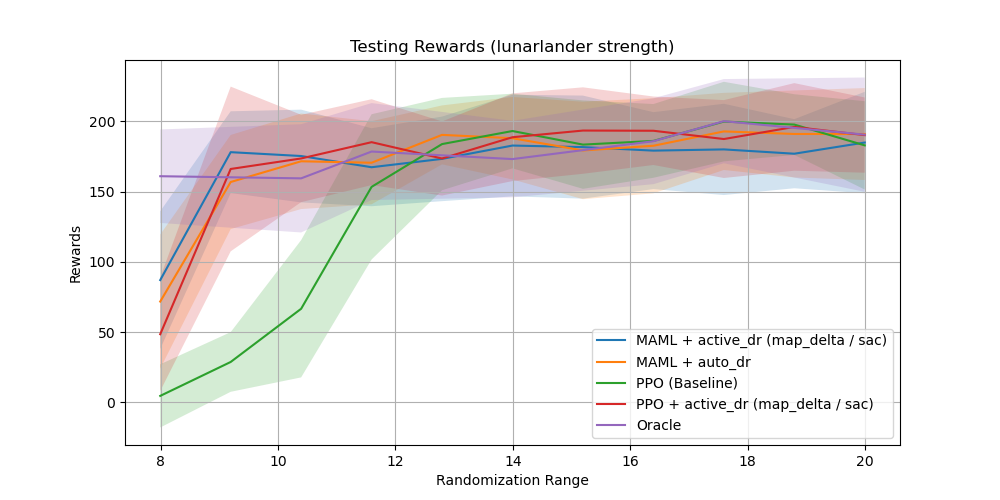 Testing Rewards (lunarlander strength)
200
150
100
50
0
Rewards
8
10
12
14
16
18
20
Randomization Range
MAML + active_dr (map_delta / sac)
MAML + auto_dr
PPO (Baseline)
PPO + active_dr (map_delta / sac)
Oracle